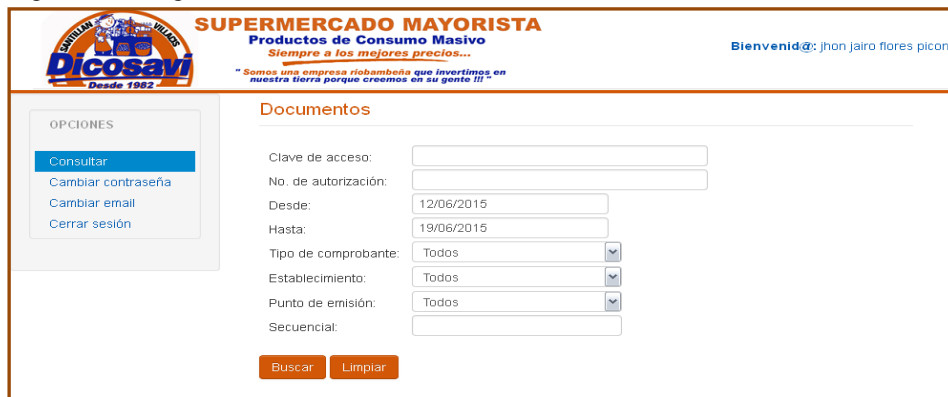 SANTILLAN VILLACIS
Dicosavi
Desde 1982
SUPERMERCADO MAYORISTA
Productos de Consumo Masivo
Siempre a los mejores precios...
" Somos una empresa riobambeña que invertimos en
nuestra tierra porque creemos en su gente !!! "
Bienvenid@: jhon jairo flores picon
OPCIONES
Consultar
Cambiar contraseña
Cambiar email
Cerrar sesión
Documentos
Clave de acceso:
No. de autorización:
Desde: 12/06/2015
Hasta: 19/06/2015
Tipo de comprobante: Todos
Establecimiento: Todos
Punto de emisión: Todos
Secuencial:
Buscar Limpiar